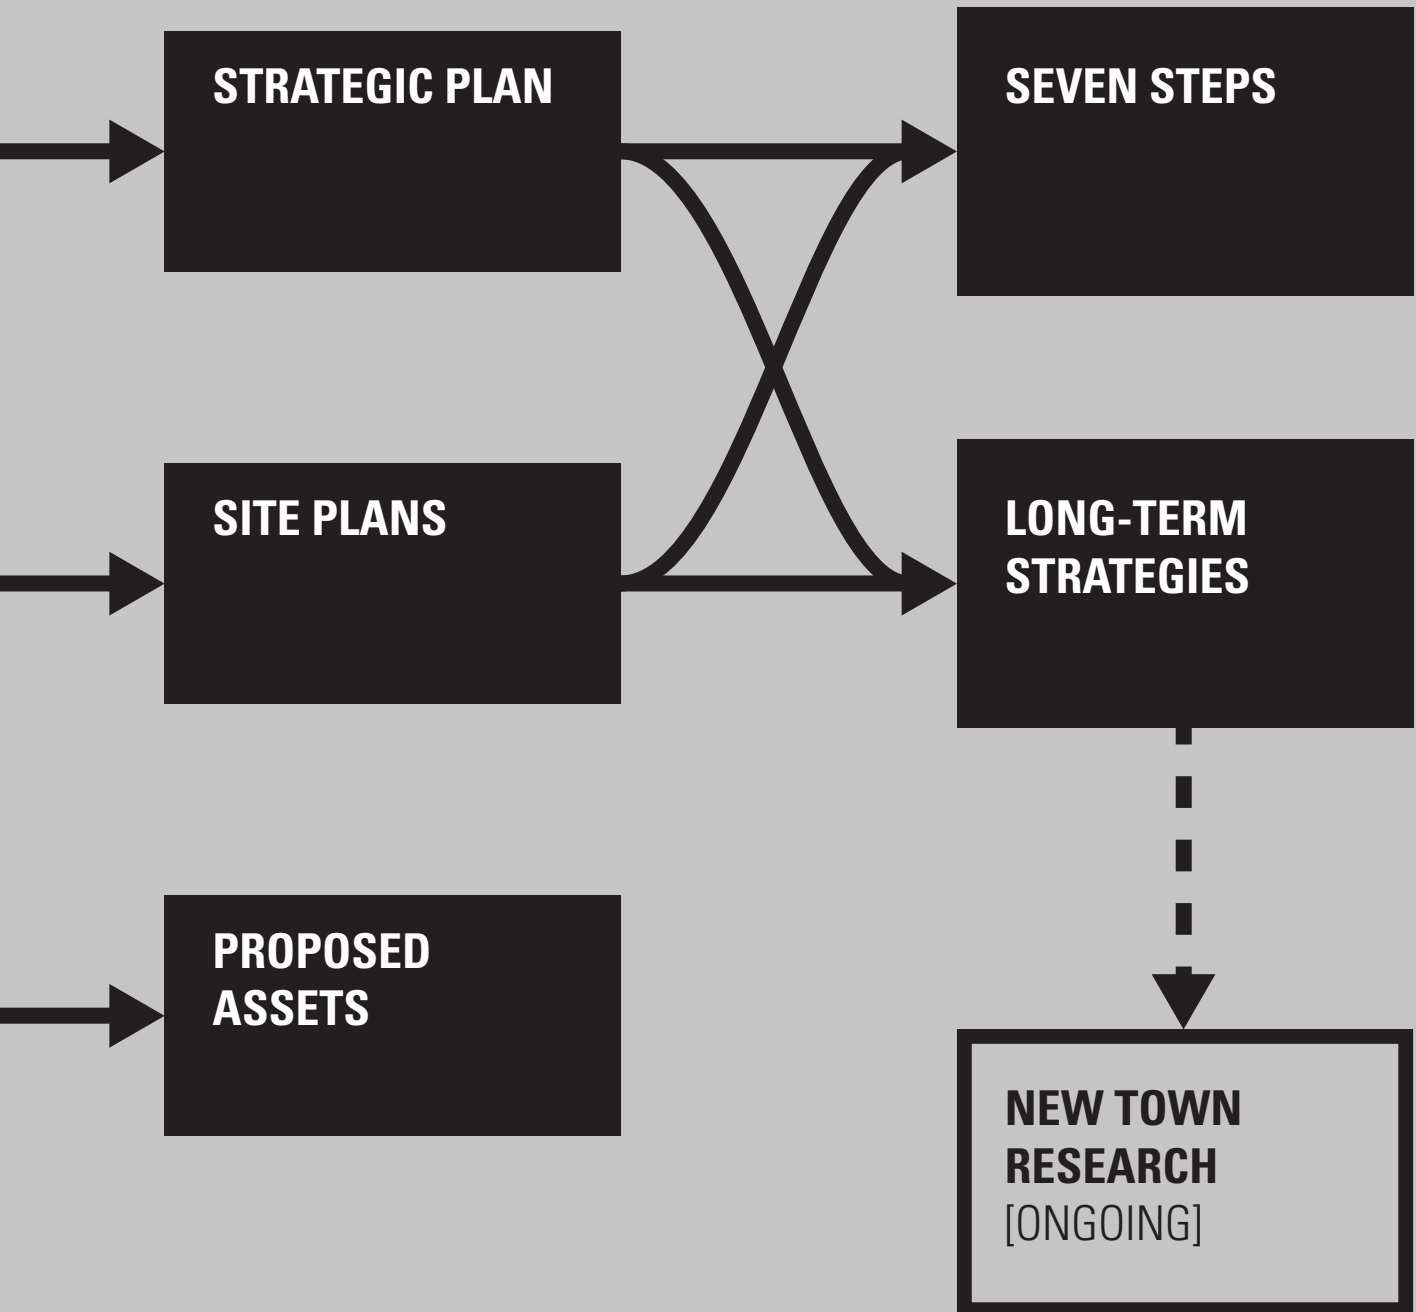 STRATEGIC PLAN
SEVEN STEPS
SITE PLANS
LONG-TERM
STRATEGIES
PROPOSED
ASSETS
NEW TOWN
RESEARCH
[ONGOING]